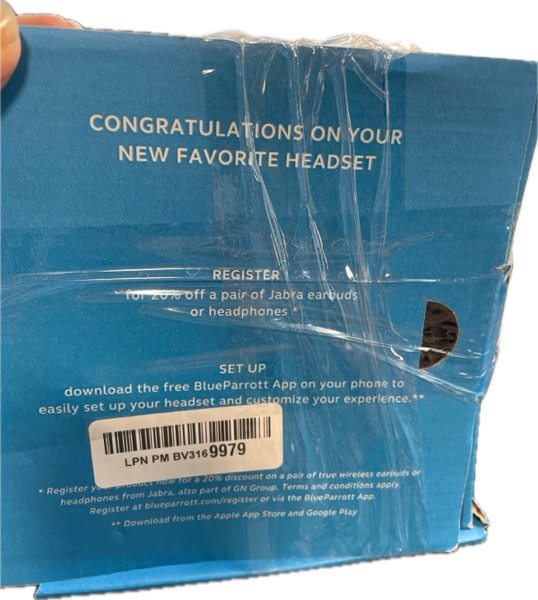 CONGRATULATIONS ON YOUR
NEW FAVORITE HEADSET
REGISTER
for 20% off a pair of Jabra earbuds
or headphones *
SET UP
download the free BlueParrott App on your phone to
easily set up your headset and customize your experience.**
LPN PM BV3169979
* Register your product now for a 20% discount on a pair of true wireless earbuds or
headphones from Jabra, also part of GN Group. Terms and conditions apply.
Register at blueparrott.com/register or via the BlueParrott App.
** Download from the Apple App Store and Google Play